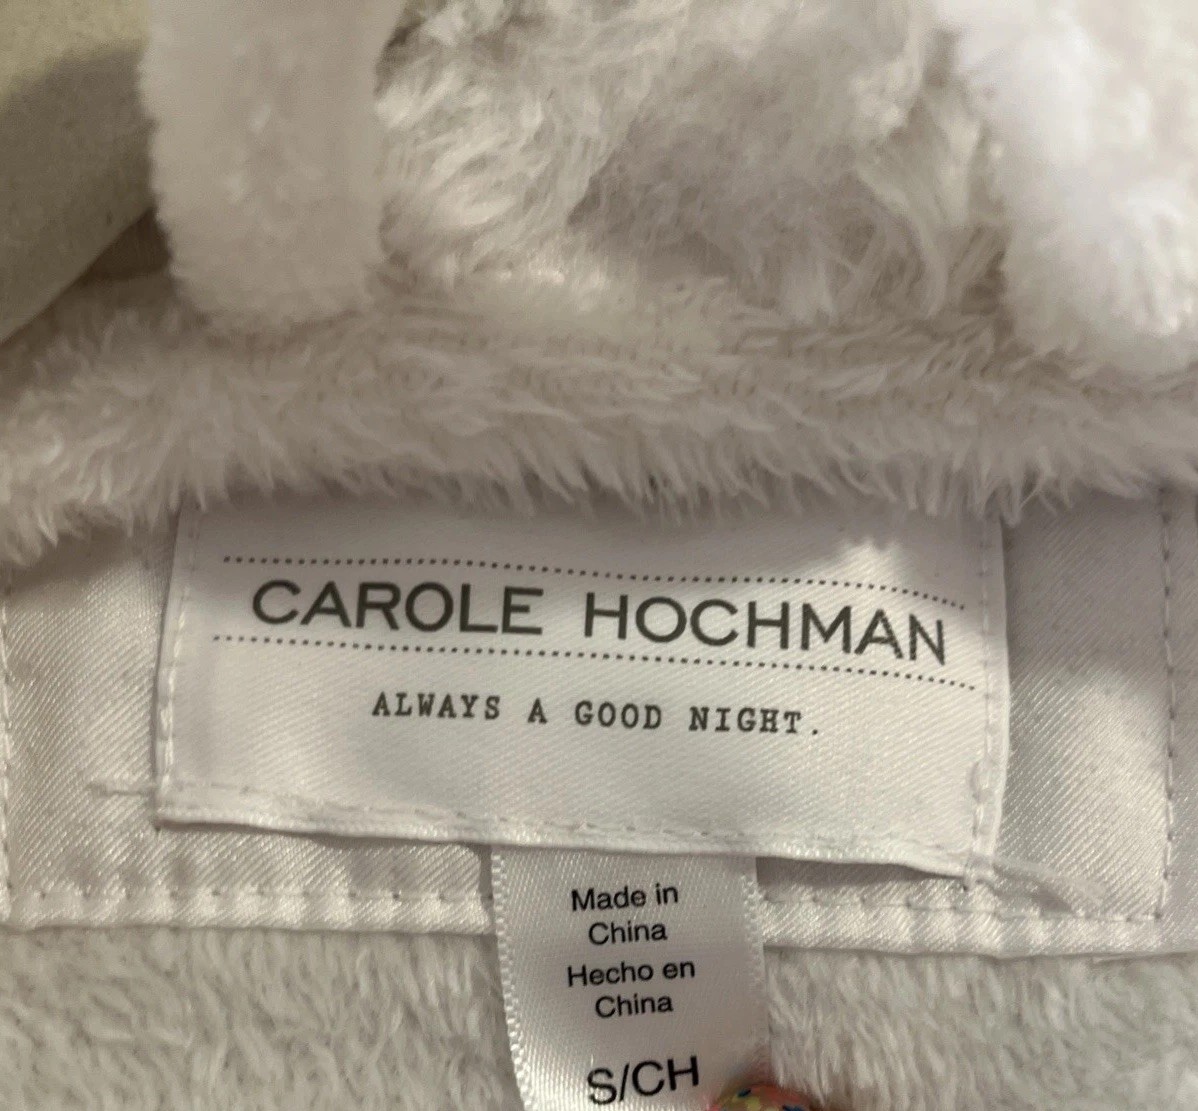 CAROLE HOCHMAN
ALWAYS A GOOD NIGHT.
Made in
China
Hecho en
China
S/CH